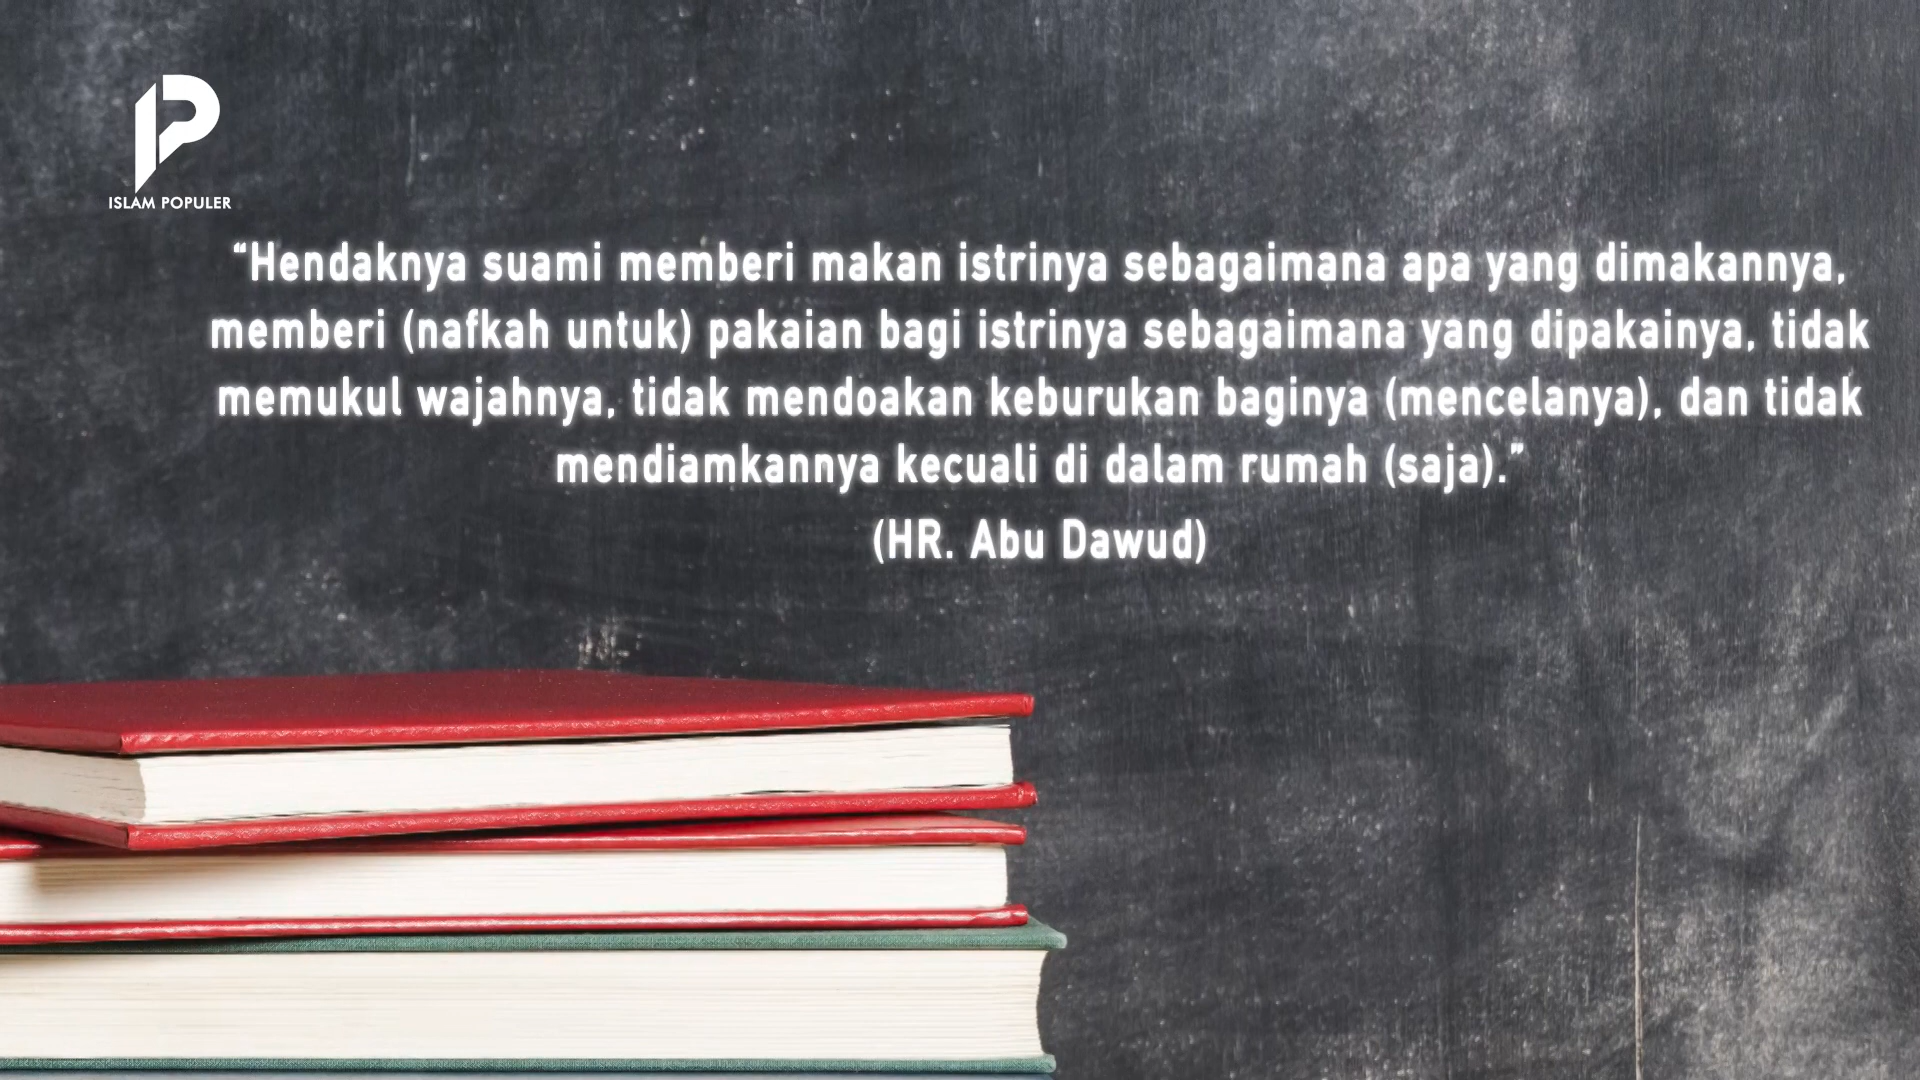 ISLAM POPULER
“Hendaknya suami memberi makan istrinya sebagaimana apa yang dimakannya,
memberi (nafkah untuk) pakaian bagi istrinya sebagaimana yang dipakainya, tidak
memukul wajahnya, tidak mendoakan keburukan baginya (mencelanya), dan tidak
mendiamkannya kecuali di dalam rumah (saja).”
(HR. Abu Dawud)